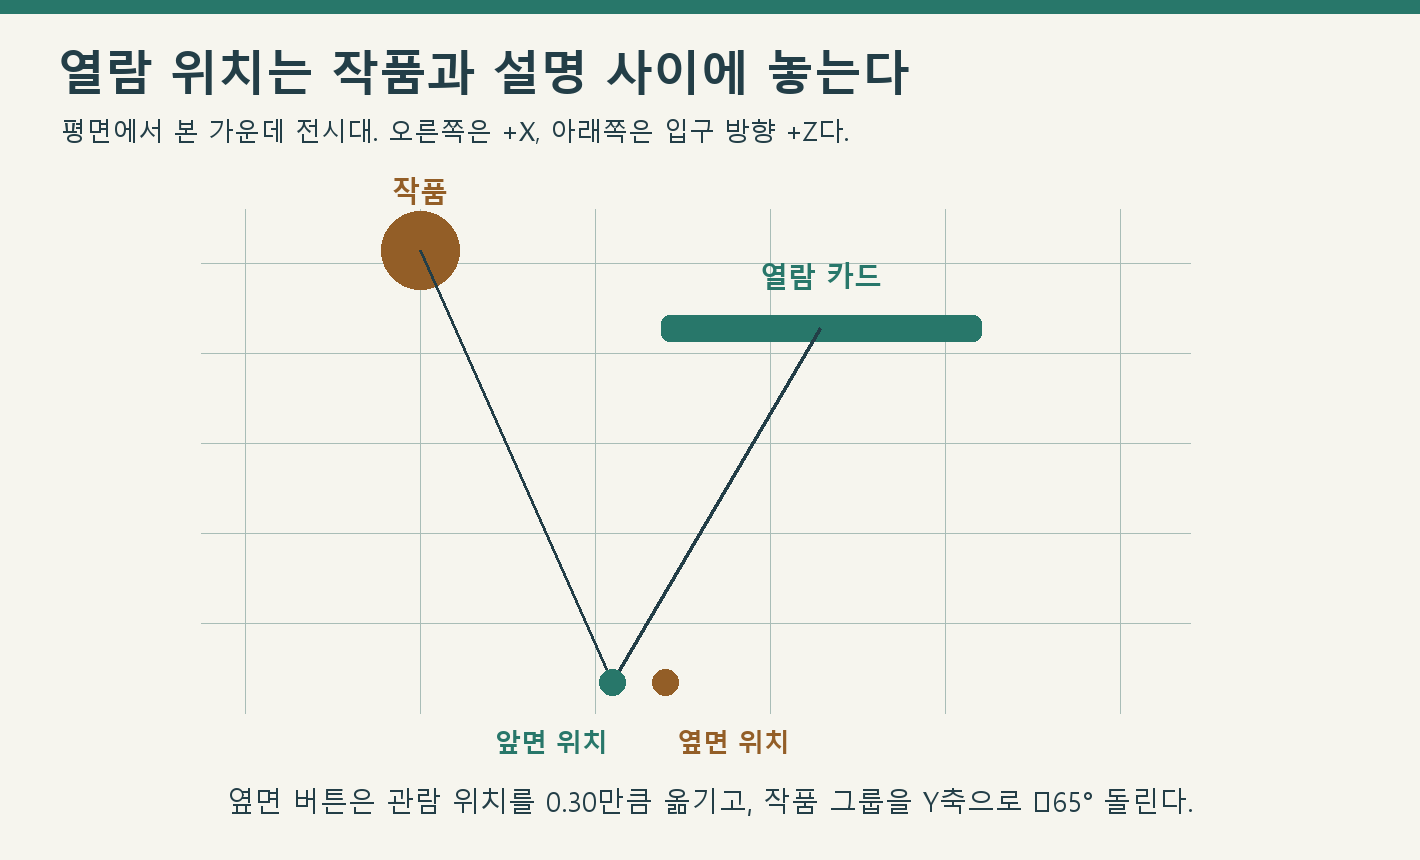 열람 위치는 작품과 설명 사이에 놓는다
평면에서 본 가운데 전시대. 오른쪽은 +X, 아래쪽은 입구 방향 +Z다.
작품
열람 카드
앞면 위치
옆면 위치
옆면 버튼은 관람 위치를 0.30만큼 옮기고, 작품 그룹을 Y축으로 □65° 돌린다.